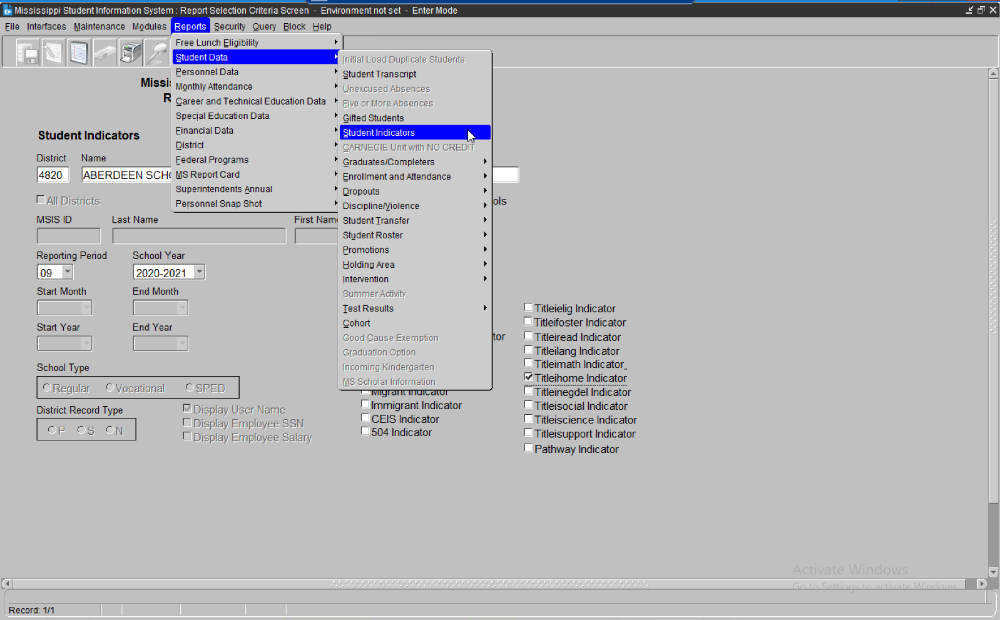 Mississippi Student Information System : Report Selection Criteria Screen - Environment not set - Enter Mode
File Interfaces Maintenance Modules Reports Security Query Block Help
Free Lunch Eligibility
Student Data
Personnel Data
Monthly Attendance
Career and Technical Education Data
Special Education Data
Financial Data
District
Federal Programs
MS Report Card
Superintendents Annual
Personnel Snap Shot
Initial Load Duplicate Students
Student Transcript
Unexcused Absences
Five or More Absences
Gifted Students
Student Indicators
CARNEGIE Unit with NO CREDIT
Graduates/Completers
Enrollment and Attendance
Dropouts
Discipline/Violence
Student Transfer
Student Roster
Promotions
Holding Area
Intervention
Summer Activity
Test Results
Cohort
Good Cause Exemption
Graduation Option
Incoming Kindergarten
MS Scholar Information
Missi
R
Student Indicators
District Name
4820 ABERDEEN SCHO
All Districts
ols
MSIS ID Last Name First Name
Reporting Period School Year
09 2020-2021
Start Month End Month
Start Year End Year
School Type
Regular Vocational SPED
District Record Type
P S N
Display User Name
Display Employee SSN
Display Employee Salary
tor
Migrant Indicator
Immigrant Indicator
CEIS Indicator
504 Indicator
Titleielig Indicator
Titleifoster Indicator
Titleiread Indicator
Titleilang Indicator
Titleimath Indicator
Titleihome Indicator
Titleinegdel Indicator
Titleisocial Indicator
Titleiscience Indicator
Titleisupport Indicator
Pathway Indicator
Activate Windows
Go to Settings to activate Windows.
Record: 1/1